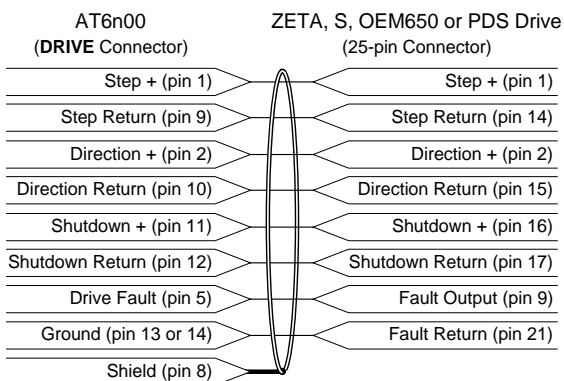 AT6n00 ZETA, S, OEM650 or PDS Drive
(DRIVE Connector) (25-pin Connector)
Step + (pin 1) Step + (pin 1)
Step Return (pin 9) Step Return (pin 14)
Direction + (pin 2) Direction + (pin 2)
Direction Return (pin 10) Direction Return (pin 15)
Shutdown + (pin 11) Shutdown + (pin 16)
Shutdown Return (pin 12) Shutdown Return (pin 17)
Drive Fault (pin 5) Fault Output (pin 9)
Ground (pin 13 or 14) Fault Return (pin 21)
Shield (pin 8)